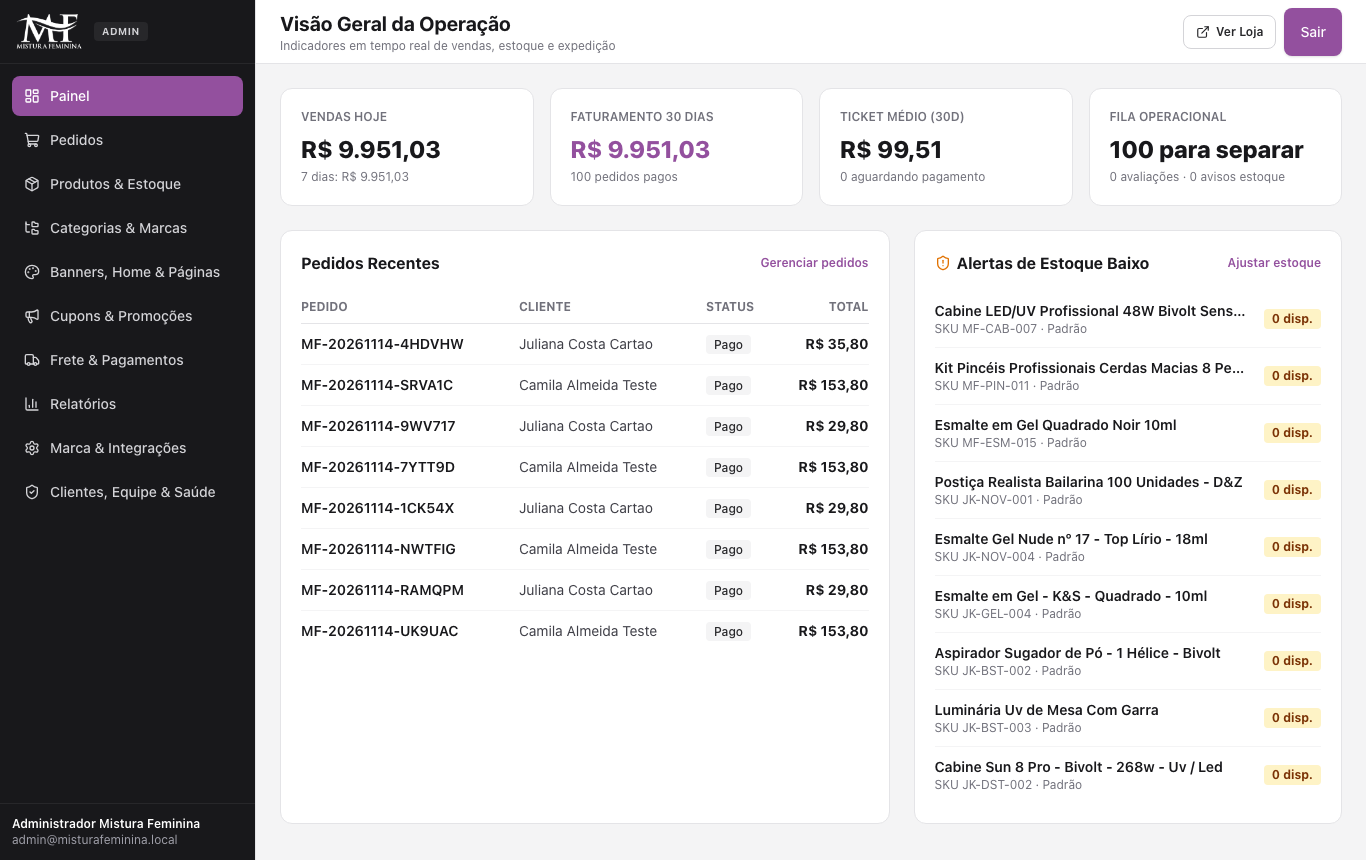 MF
MISTURA FEMININA
ADMIN
Painel
Pedidos
Produtos & Estoque
Categorias & Marcas
Banners, Home & Páginas
Cupons & Promoções
Frete & Pagamentos
Relatórios
Marca & Integrações
Clientes, Equipe & Saúde
Administrador Mistura Feminina
admin@misturafeminina.local
Visão Geral da Operação
Indicadores em tempo real de vendas, estoque e expedição
Ver Loja
Sair
VENDAS HOJE
R$ 9.951,03
7 dias: R$ 9.951,03
FATURAMENTO 30 DIAS
R$ 9.951,03
100 pedidos pagos
TICKET MÉDIO (30D)
R$ 99,51
0 aguardando pagamento
FILA OPERACIONAL
100 para separar
0 avaliações · 0 avisos estoque
Pedidos Recentes
Gerenciar pedidos
PEDIDO CLIENTE STATUS TOTAL
MF-20261114-4HDVHW Juliana Costa Cartao Pago R$ 35,80
MF-20261114-SRVA1C Camila Almeida Teste Pago R$ 153,80
MF-20261114-9WV717 Juliana Costa Cartao Pago R$ 29,80
MF-20261114-7YTT9D Camila Almeida Teste Pago R$ 153,80
MF-20261114-1CK54X Juliana Costa Cartao Pago R$ 29,80
MF-20261114-NWTFIG Camila Almeida Teste Pago R$ 153,80
MF-20261114-RAMQPM Juliana Costa Cartao Pago R$ 29,80
MF-20261114-UK9UAC Camila Almeida Teste Pago R$ 153,80
Alertas de Estoque Baixo
Ajustar estoque
Cabine LED/UV Profissional 48W Bivolt Sens...
SKU MF-CAB-007 · Padrão
0 disp.
Kit Pincéis Profissionais Cerdas Macias 8 Pe...
SKU MF-PIN-011 · Padrão
0 disp.
Esmalte em Gel Quadrado Noir 10ml
SKU MF-ESM-015 · Padrão
0 disp.
Postiça Realista Bailarina 100 Unidades - D&Z
SKU JK-NOV-001 · Padrão
0 disp.
Esmalte Gel Nude nº 17 - Top Lírio - 18ml
SKU JK-NOV-004 · Padrão
0 disp.
Esmalte em Gel - K&S - Quadrado - 10ml
SKU JK-GEL-004 · Padrão
0 disp.
Aspirador Sugador de Pó - 1 Hélice - Bivolt
SKU JK-BST-002 · Padrão
0 disp.
Luminária Uv de Mesa Com Garra
SKU JK-BST-003 · Padrão
0 disp.
Cabine Sun 8 Pro - Bivolt - 268w - Uv / Led
SKU JK-DST-002 · Padrão
0 disp.